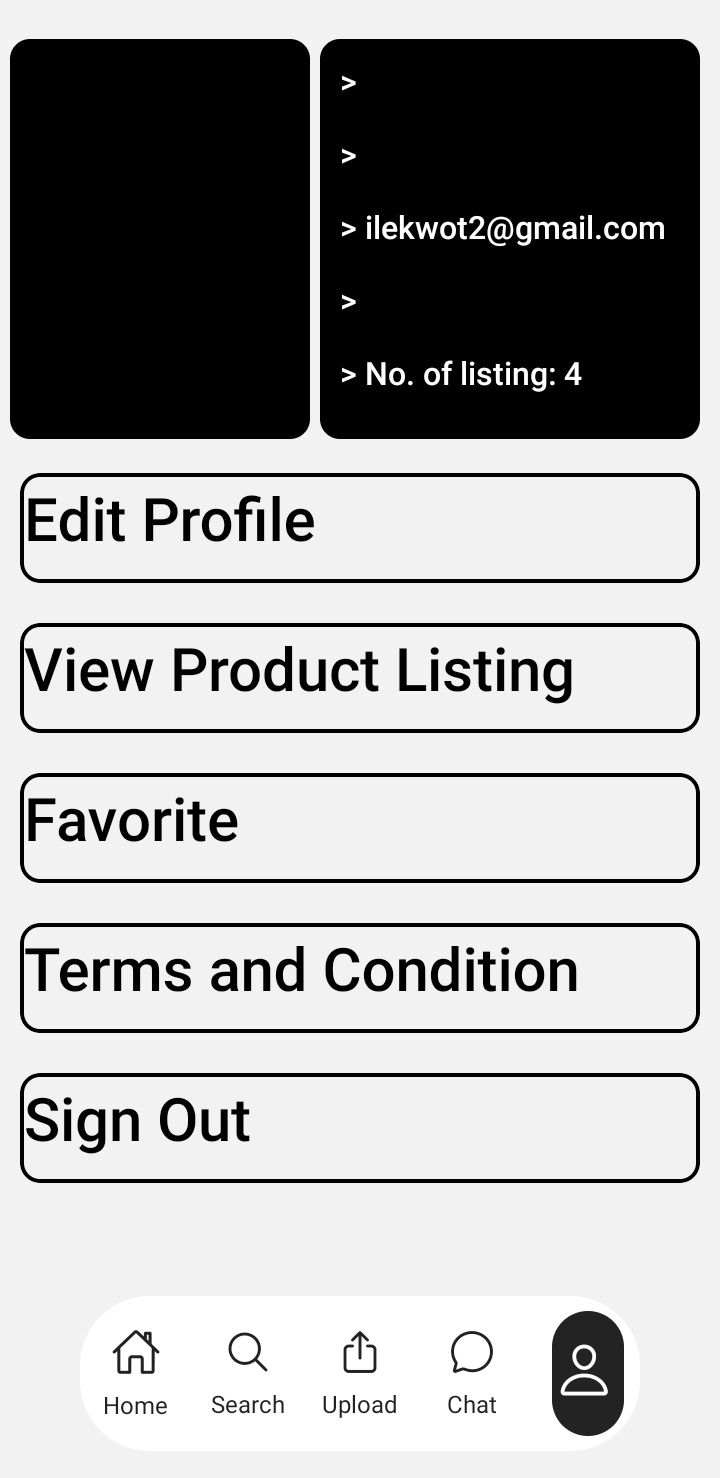 >
>
> ilekwot2@gmail.com
>
> No. of listing: 4
Edit Profile
View Product Listing
Favorite
Terms and Condition
Sign Out
Home
Search
Upload
Chat